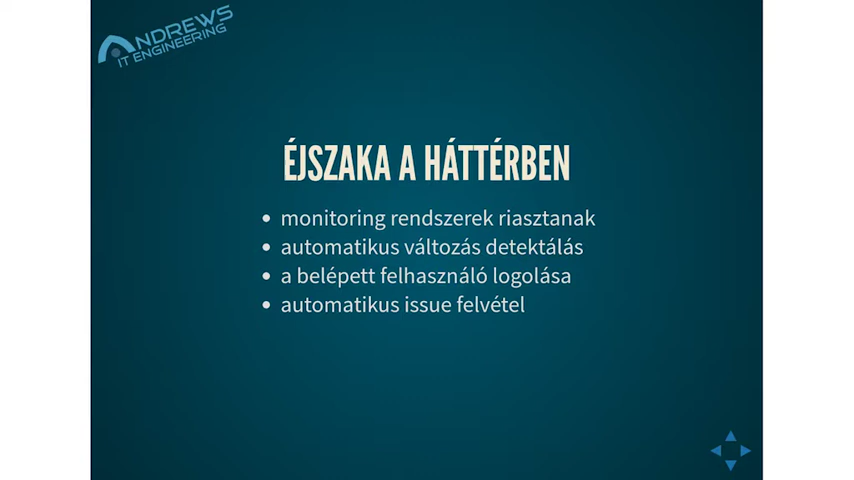 ANDREWS
IT ENGINEERING
ÉJSZAKA A HÁTTÉRBEN
• monitoring rendszerek riasztanak
• automatikus változás detektálás
• a belépett felhasználó logolása
• automatikus issue felvétel